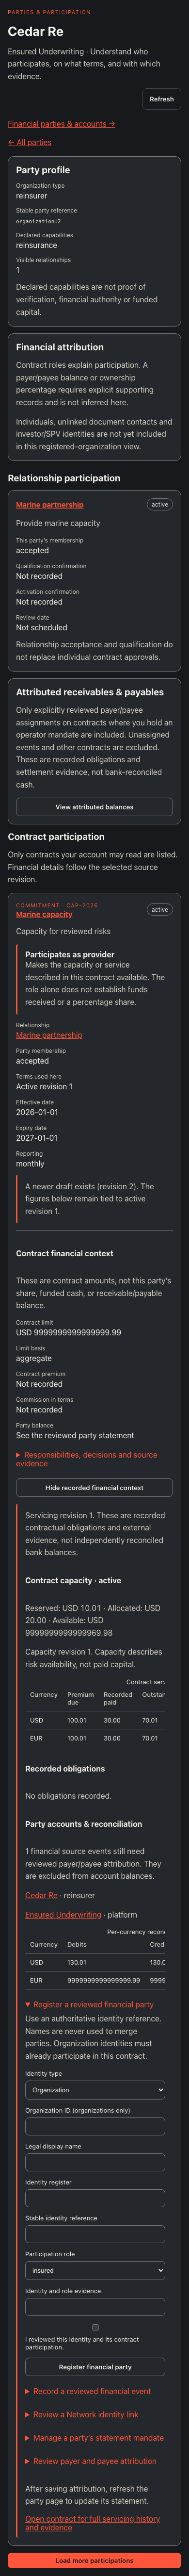 PARTIES & PARTICIPATION
Cedar Re
Ensured Underwriting · Understand who
participates, on what terms, and with which
evidence.
Refresh
Financial parties & accounts →
← All parties
Party profile
Organization type
reinsurer
Stable party reference
organization:2
Declared capabilities
reinsurance
Visible relationships
1
Declared capabilities are not proof of
verification, financial authority or funded
capital.
Financial attribution
Contract roles explain participation. A
payer/payee balance or ownership
percentage requires explicit supporting
records and is not inferred here.
Individuals, unlinked document contacts and
investor/SPV identities are not yet included
in this registered-organization view.
Relationship participation
Marine partnership
active
Provide marine capacity
This party's membership
accepted
Qualification confirmation
Not recorded
Activation confirmation
Not recorded
Review date
Not scheduled
Relationship acceptance and qualification do
not replace individual contract approvals.
Attributed receivables & payables
Only explicitly reviewed payer/payee
assignments on contracts where you hold an
operator mandate are included. Unassigned
events and other contracts are excluded.
These are recorded obligations and
settlement evidence, not bank-reconciled
cash.
View attributed balances
Contract participation
Only contracts your account may read are listed.
Financial details follow the selected source
revision.
COMMITMENT · CAP-2026
Marine capacity
active
Capacity for reviewed risks
Participates as provider
Makes the capacity or service
described in this contract available. The
role alone does not establish funds
received or a percentage share.
Relationship
Marine partnership
Party membership
accepted
Terms used here
Active revision 1
Effective date
2026-01-01
Expiry date
2027-01-01
Reporting
monthly
A newer draft exists (revision 2). The
figures below remain tied to active
revision 1.
Contract financial context
These are contract amounts, not this party's
share, funded cash, or receivable/payable
balance.
Contract limit
USD 9999999999999999.99
Limit basis
aggregate
Contract premium
Not recorded
Commission in terms
Not recorded
Party balance
See the reviewed party statement
▶ Responsibilities, decisions and source
evidence
Hide recorded financial context
Servicing revision 1. These are recorded
contractual obligations and external
evidence, not independently reconciled
bank balances.
Contract capacity · active
Reserved: USD 10.01 · Allocated: USD
20.00 · Available: USD
9999999999999969.98
Capacity revision 1. Capacity describes
risk availability, not paid capital.
Contract serv
Currency Premium due Recorded paid Outstan
USD 100.01 30.00 70.01
EUR 100.01 30.00 70.01
Recorded obligations
No obligations recorded.
Party accounts & reconciliation
1 financial source events still need
reviewed payer/payee attribution. They
are excluded from account balances.
Cedar Re · reinsurer
Ensured Underwriting · platform
Per-currency recon
Currency Debits Credi
USD 130.01 130.0
EUR 9999999999999999.99 9999
▼ Register a reviewed financial party
Use an authoritative identity reference.
Names are never used to merge
parties. Organization identities must
already participate in this contract.
Identity type
Organization
Organization ID (organizations only)
Legal display name
Identity register
Stable identity reference
Participation role
insured
Identity and role evidence
I reviewed this identity and its contract
participation.
Register financial party
▶ Record a reviewed financial event
▶ Review a Network identity link
▶ Manage a party's statement mandate
▶ Review payer and payee attribution
After saving attribution, refresh the
party page to update its statement.
Open contract for full servicing history
and evidence
Load more participations